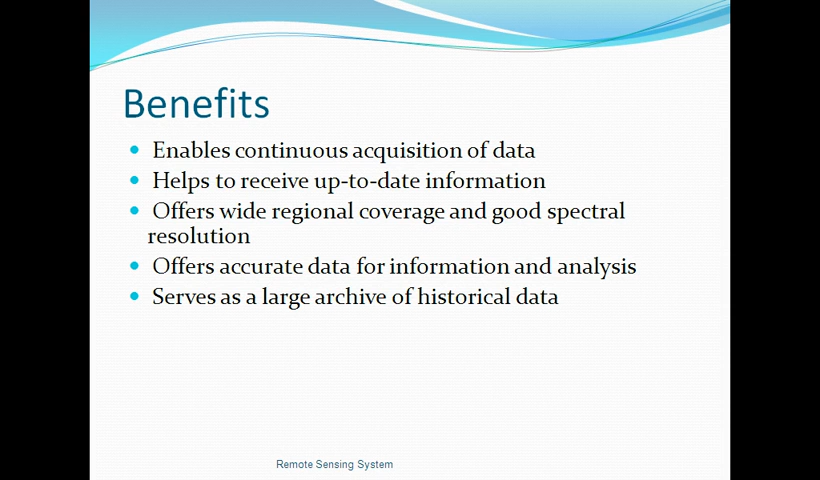 Benefits
Enables continuous acquisition of data
Helps to receive up-to-date information
Offers wide regional coverage and good spectral
resolution
Offers accurate data for information and analysis
Serves as a large archive of historical data
Remote Sensing System